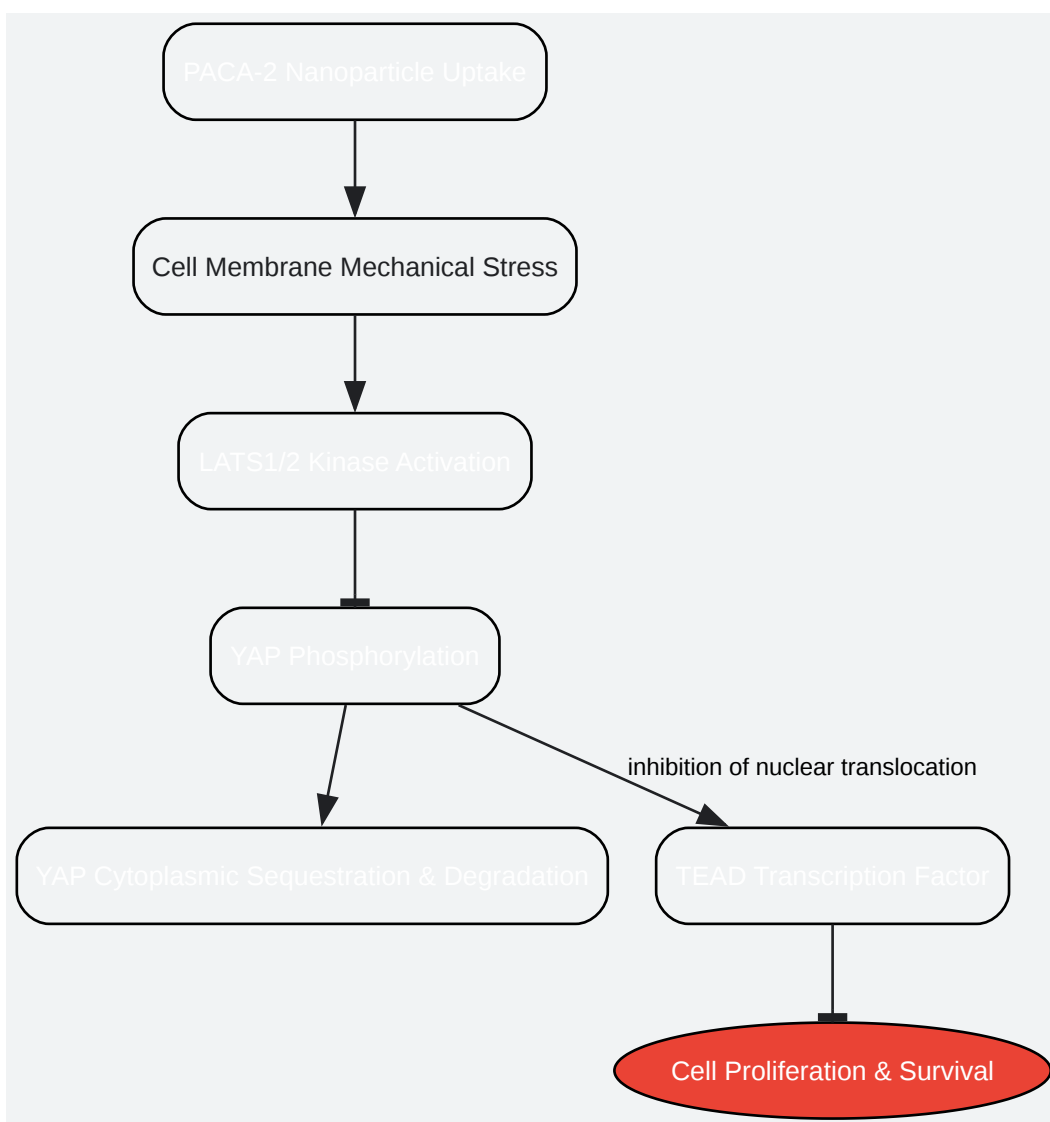 PACA-2 Nanoparticle Uptake
Cell Membrane Mechanical Stress
LATS1/2 Kinase Activation
YAP Phosphorylation
inhibition of nuclear translocation
YAP Cytoplasmic Sequestration & Degradation
TEAD Transcription Factor
Cell Proliferation & Survival